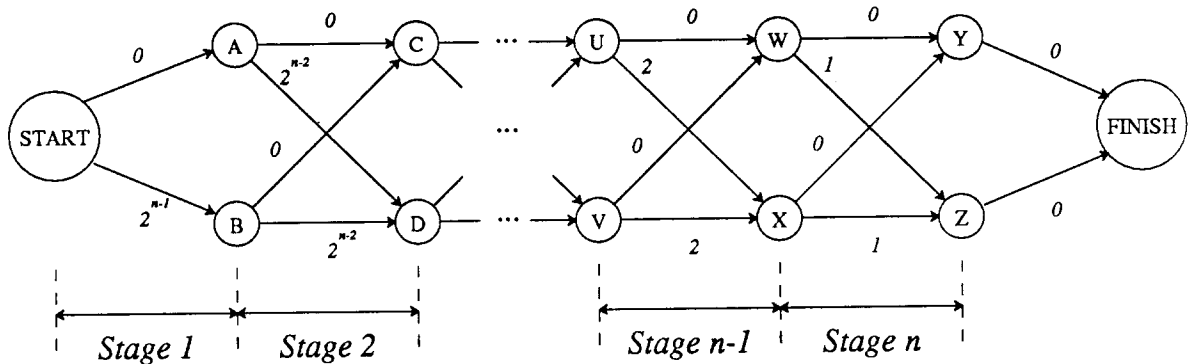 0 0 0 0
A C ... U W Y
0 2^{n-2} 2 1 0
START ... FINISH
0 0 0
2^{n-1} B D ... V X Z 0
2^{n-2} 2 1
Stage 1 Stage 2 Stage n-1 Stage n